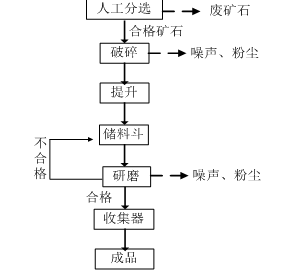 人工分选
废矿石
合格矿石
破碎
噪声、粉尘
提升
储料斗
不合格
研磨
噪声、粉尘
合格
收集器
成品